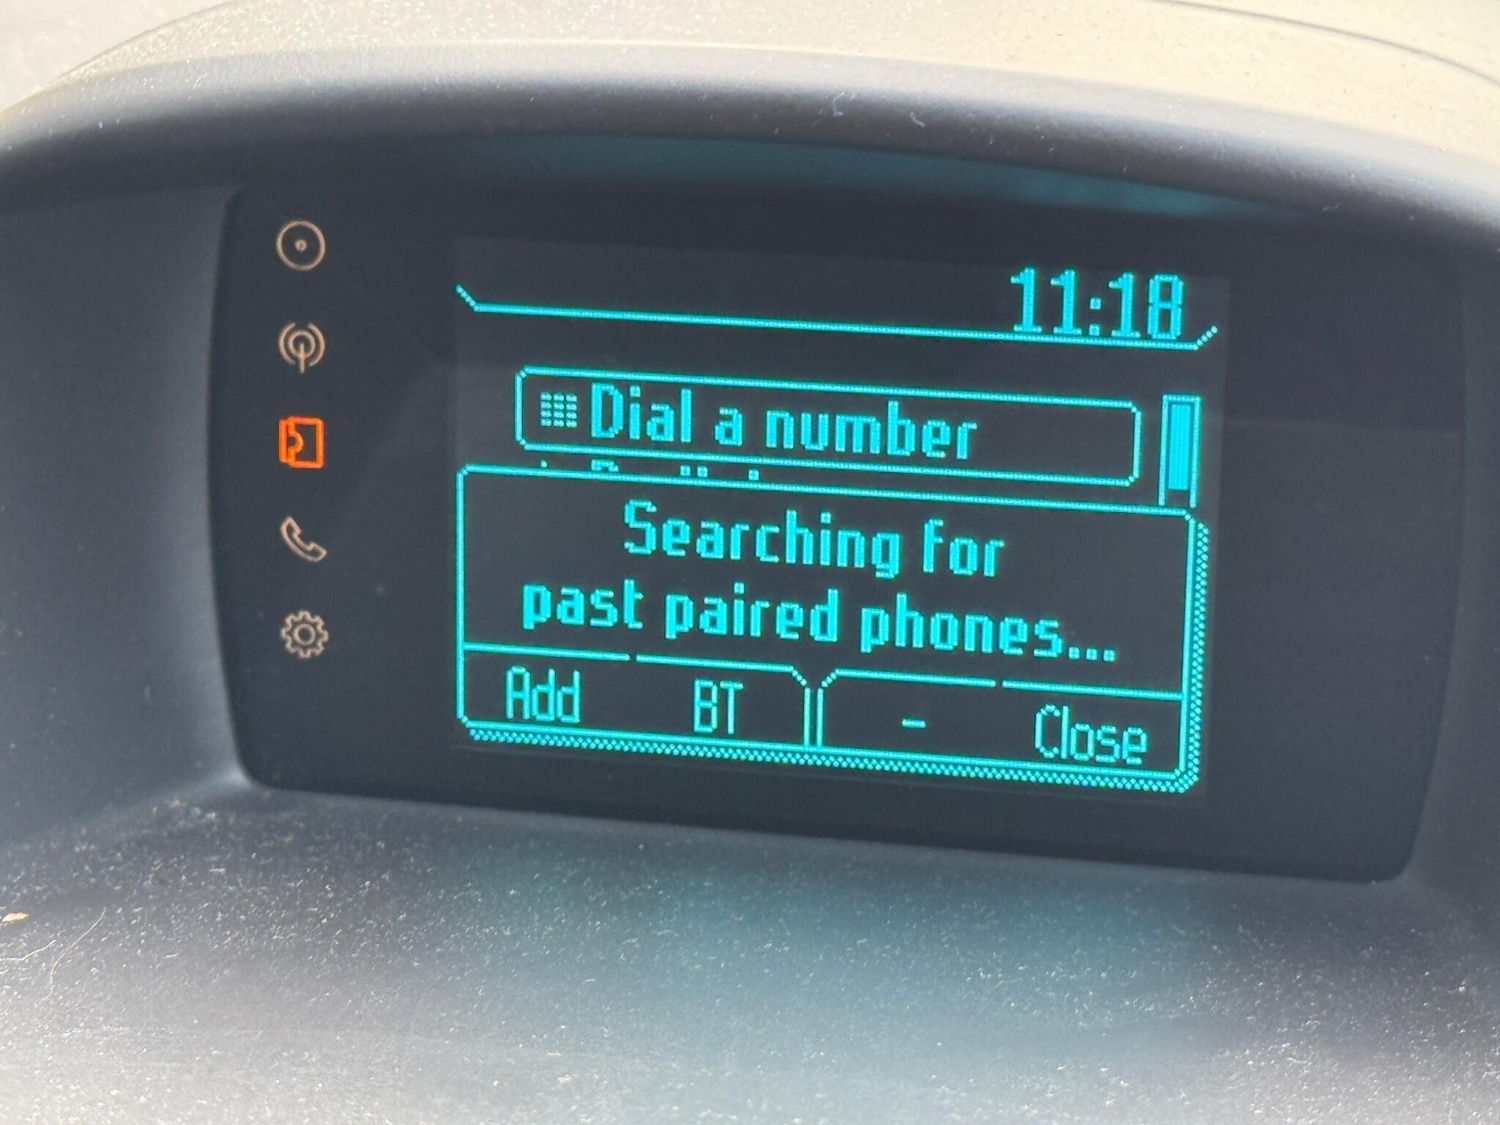 11:18
Dial a number
Searching for
past paired phones...
Add BT - Close